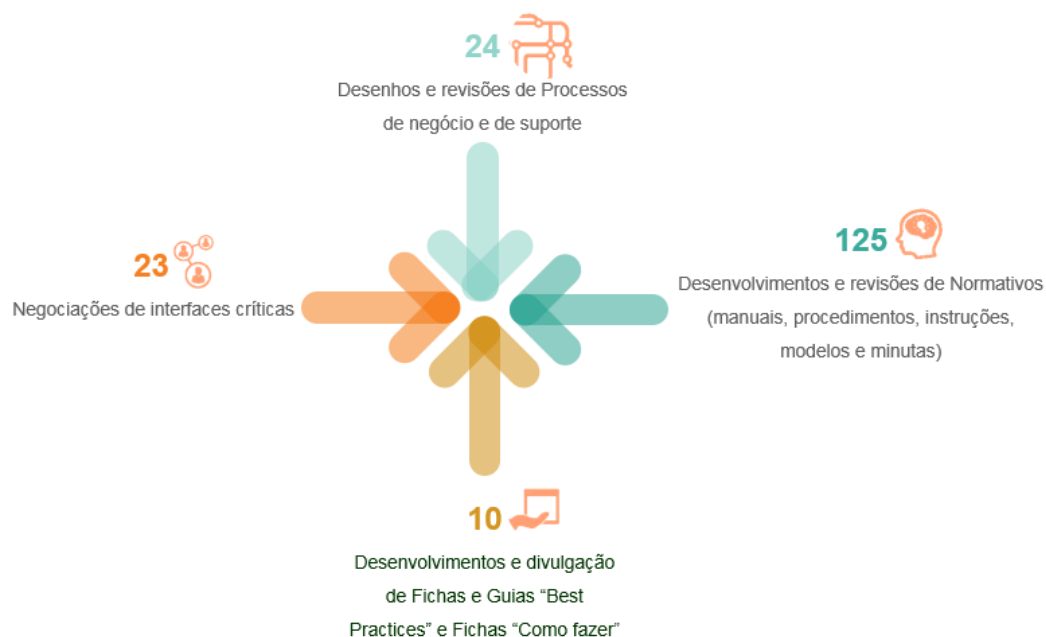 24
Desenhos e revisões de Processos
de negócio e de suporte
23
Negociações de interfaces críticas
125
Desenvolvimentos e revisões de Normativos
(manuais, procedimentos, instruções,
modelos e minutas)
10
Desenvolvimentos e divulgação
de Fichas e Guias “Best
Practices” e Fichas “Como fazer”